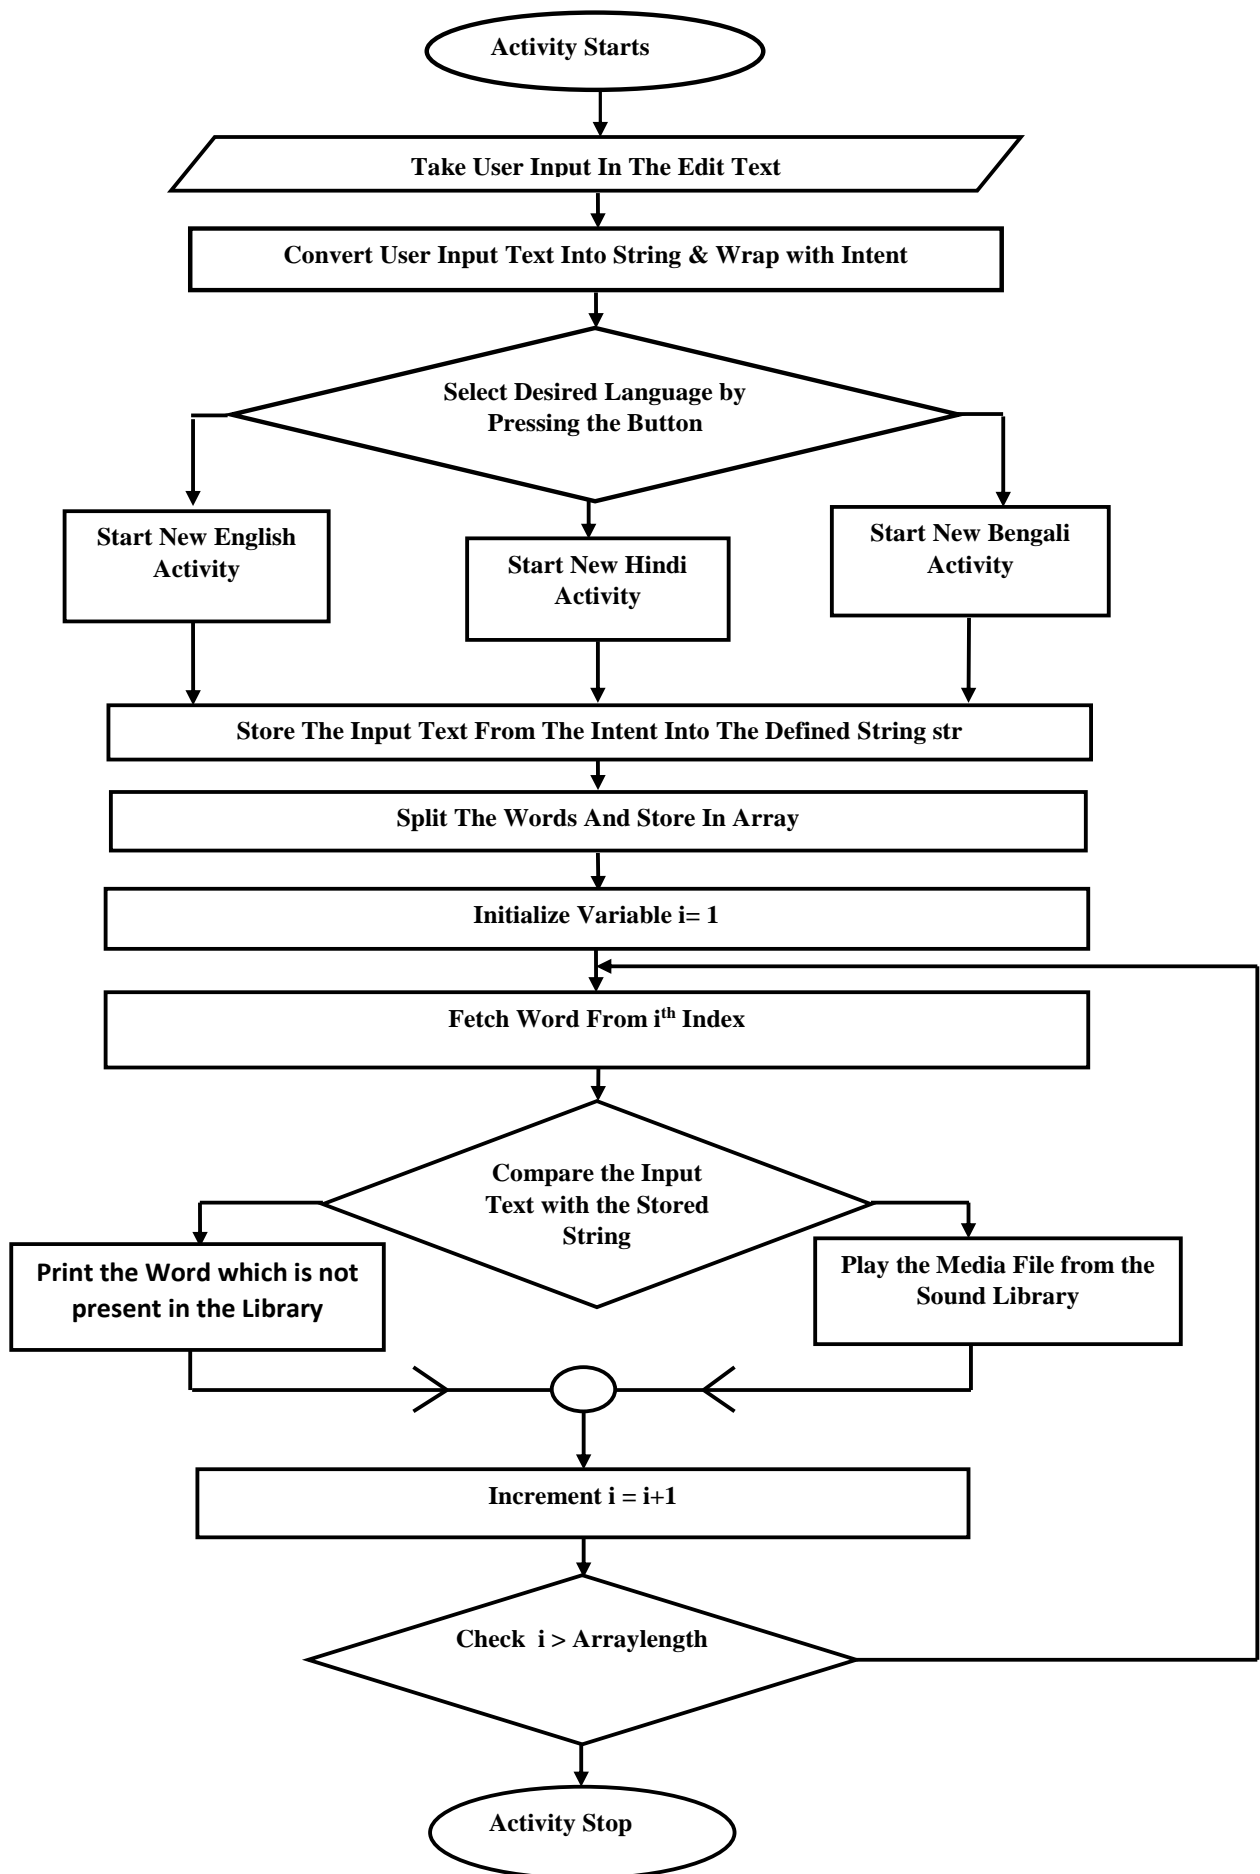 Activity Starts
Take User Input In The Edit Text
Convert User Input Text Into String & Wrap with Intent
Select Desired Language by
Pressing the Button
Start New English
Activity
Start New Hindi
Activity
Start New Bengali
Activity
Store The Input Text From The Intent Into The Defined String str
Split The Words And Store In Array
Initialize Variable i= 1
Fetch Word From iᵗʰ Index
Compare the Input
Text with the Stored
String
Print the Word which is not
present in the Library
Play the Media File from the
Sound Library
Increment i = i+1
Check  i > Arraylength
Activity Stop